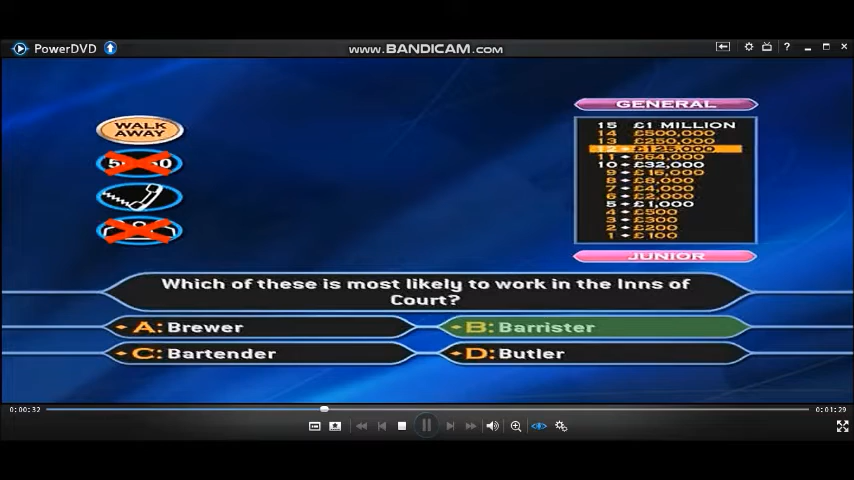 PowerDVD
www.BANDICAM.com
WALK
AWAY
GENERAL
15 £1 MILLION
14 £500,000
13 £250,000
12 £125,000
11 £64,000
10 £32,000
9 £16,000
8 £8,000
7 £4,000
6 £2,000
5 £1,000
4 £500
3 £300
2 £200
1 £100
JUNIOR
Which of these is most likely to work in the Inns of
Court?
A: Brewer
B: Barrister
C: Bartender
D: Butler
0:00:32
0:01:29